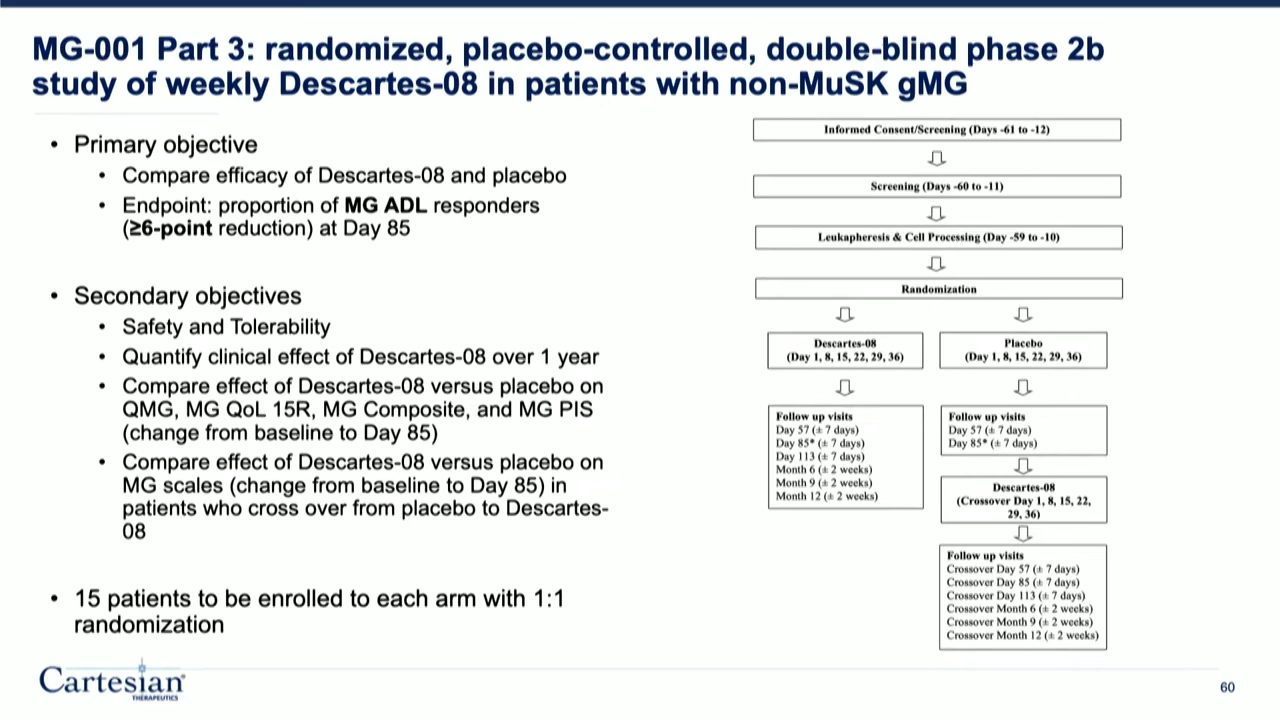 MG-001 Part 3: randomized, placebo-controlled, double-blind phase 2b
study of weekly Descartes-08 in patients with non-MuSK gMG
• Primary objective
• Compare efficacy of Descartes-08 and placebo
• Endpoint: proportion of MG ADL responders
(≥6-point reduction) at Day 85
• Secondary objectives
• Safety and Tolerability
• Quantify clinical effect of Descartes-08 over 1 year
• Compare effect of Descartes-08 versus placebo on
QMG, MG QoL 15R, MG Composite, and MG PIS
(change from baseline to Day 85)
• Compare effect of Descartes-08 versus placebo on
MG scales (change from baseline to Day 85) in
patients who cross over from placebo to Descartes-
08
• 15 patients to be enrolled to each arm with 1:1
randomization
Informed Consent/Screening (Days -61 to -12)
Screening (Days -60 to -11)
Leukapheresis & Cell Processing (Day -59 to -10)
Randomization
Descartes-08
(Day 1, 8, 15, 22, 29, 36)
Placebo
(Day 1, 8, 15, 22, 29, 36)
Follow up visits
Day 57 (± 7 days)
Day 85* (± 7 days)
Day 113 (± 7 days)
Month 6 (± 2 weeks)
Month 9 (± 2 weeks)
Month 12 (± 2 weeks)
Follow up visits
Day 57 (± 7 days)
Day 85* (± 7 days)
Descartes-08
(Crossover Day 1, 8, 15, 22,
29, 36)
Follow up visits
Crossover Day 57 (± 7 days)
Crossover Day 85 (± 7 days)
Crossover Day 113 (± 7 days)
Crossover Month 6 (± 2 weeks)
Crossover Month 9 (± 2 weeks)
Crossover Month 12 (± 2 weeks)
Cartesian
THERAPEUTICS
60